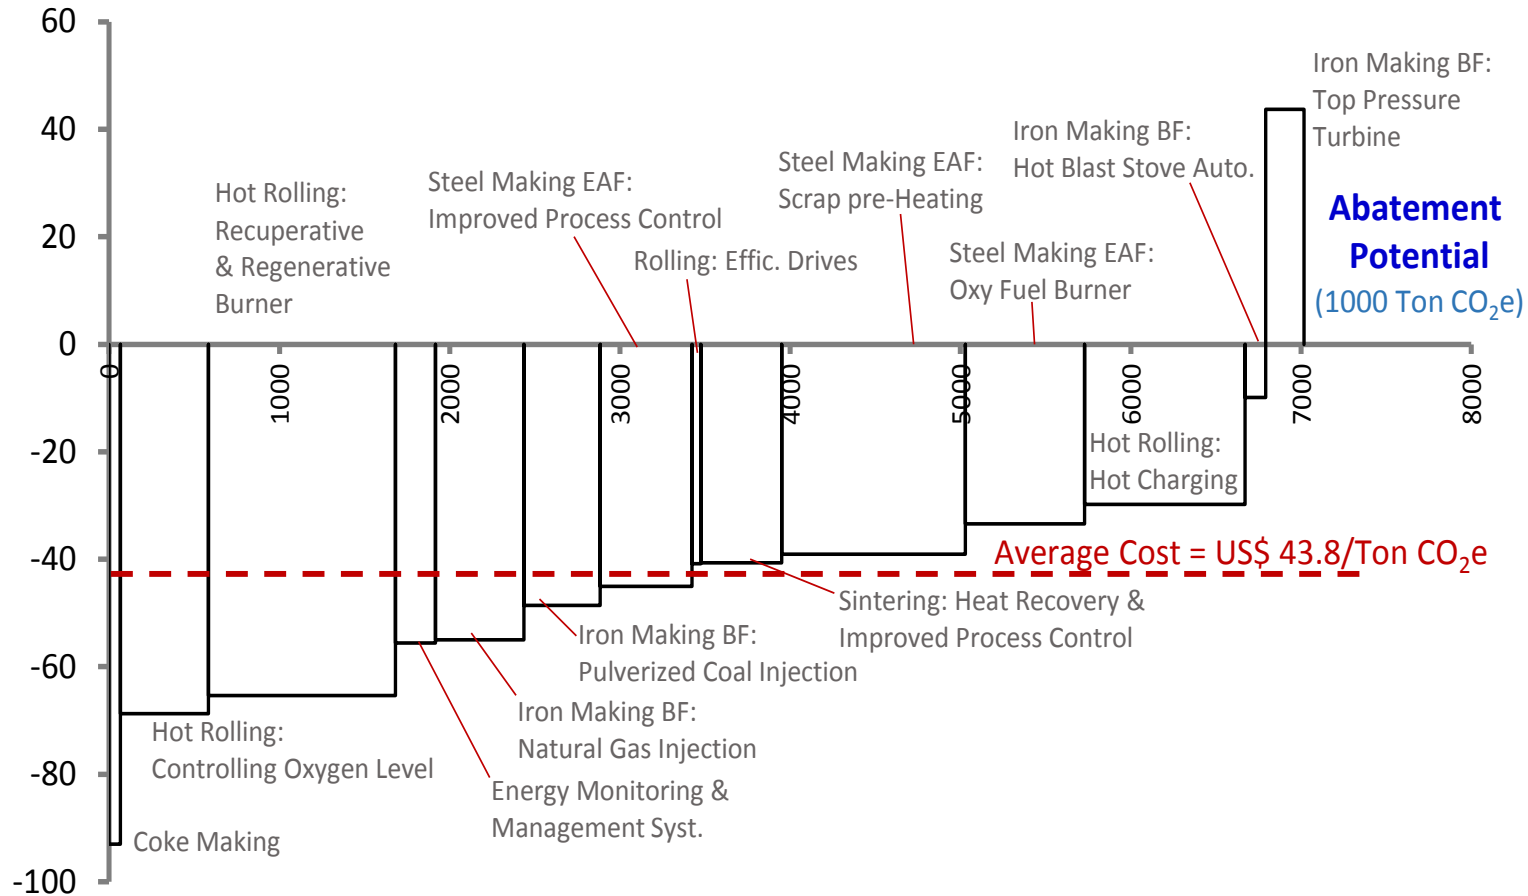 60
40
20
0
-20
-40
-60
-80
-100
0
1000
2000
3000
4000
5000
6000
7000
8000
Iron Making BF:
Top Pressure
Turbine
Iron Making BF:
Hot Blast Stove Auto.
Steel Making EAF:
Scrap pre-Heating
Steel Making EAF:
Improved Process Control
Hot Rolling:
Recuperative
& Regenerative
Burner
Rolling: Effic. Drives
Steel Making EAF:
Oxy Fuel Burner
Abatement
Potential
(1000 Ton CO₂e)
Hot Rolling:
Hot Charging
Average Cost = US$ 43.8/Ton CO₂e
Sintering: Heat Recovery &
Improved Process Control
Iron Making BF:
Pulverized Coal Injection
Iron Making BF:
Natural Gas Injection
Hot Rolling:
Controlling Oxygen Level
Energy Monitoring &
Management Syst.
Coke Making